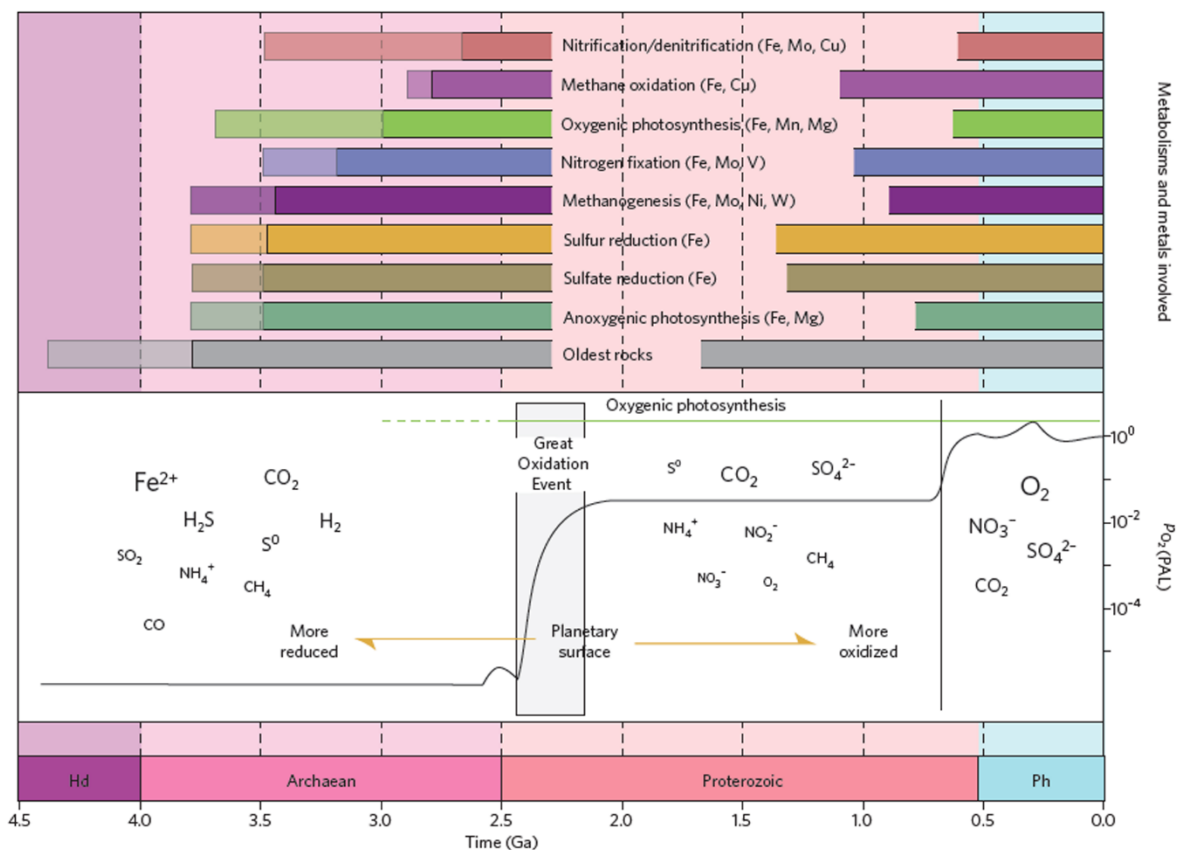 Nitrification/denitrification (Fe, Mo, Cu)
Methane oxidation (Fe, Cu)
Oxygenic photosynthesis (Fe, Mn, Mg)
Nitrogen fixation (Fe, Mo, V)
Methanogenesis (Fe, Mo, Ni, W)
Sulfur reduction (Fe)
Sulfate reduction (Fe)
Anoxygenic photosynthesis (Fe, Mg)
Oldest rocks
Metabolisms and metals involved
Oxygenic photosynthesis
Great
Oxidation
Event
Fe²⁺
CO₂
H₂S
H₂
S⁰
SO₂
NH₄⁺
CH₄
CO
S⁰
CO₂
SO₄²⁻
NH₄⁺
NO₂⁻
CH₄
NO₃⁻
O₂
O₂
NO₃⁻
SO₄²⁻
CO₂
More
reduced
Planetary
surface
More
oxidized
10⁰
10⁻²
10⁻⁴
pO₂ (PAL)
Hd
Archaean
Proterozoic
Ph
4.5 4.0 3.5 3.0 2.5 2.0 1.5 1.0 0.5 0.0
Time (Ga)